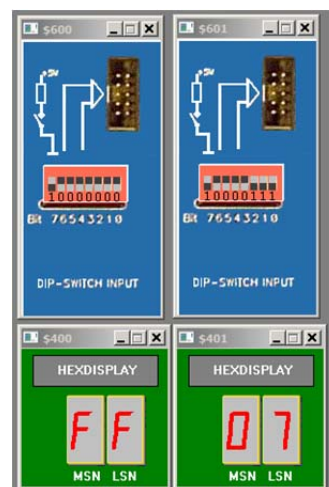 $600
+5V
10000000
Bit 76543210
DIP-SWITCH INPUT
$601
+5V
10000111
Bit 76543210
DIP-SWITCH INPUT
$400
HEXDISPLAY
FF
MSN LSN
$401
HEXDISPLAY
07
MSN LSN